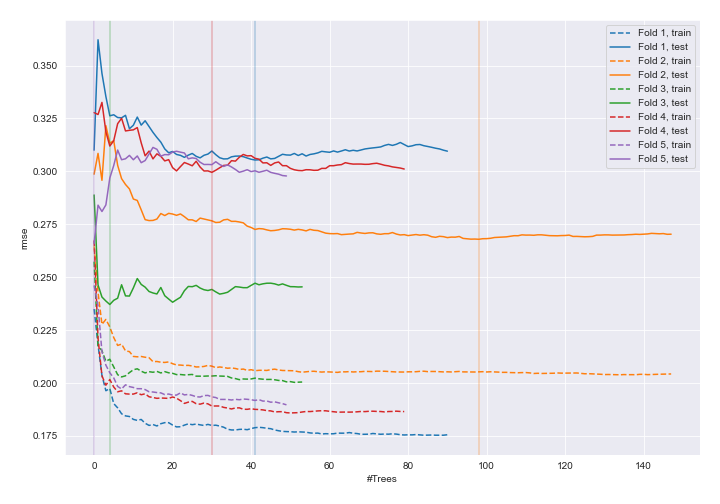 0.350
0.325
0.300
0.275
0.250
0.225
0.200
0.175
rmse
0
20
40
60
80
100
120
140
#Trees
Fold 1, train
Fold 1, test
Fold 2, train
Fold 2, test
Fold 3, train
Fold 3, test
Fold 4, train
Fold 4, test
Fold 5, train
Fold 5, test